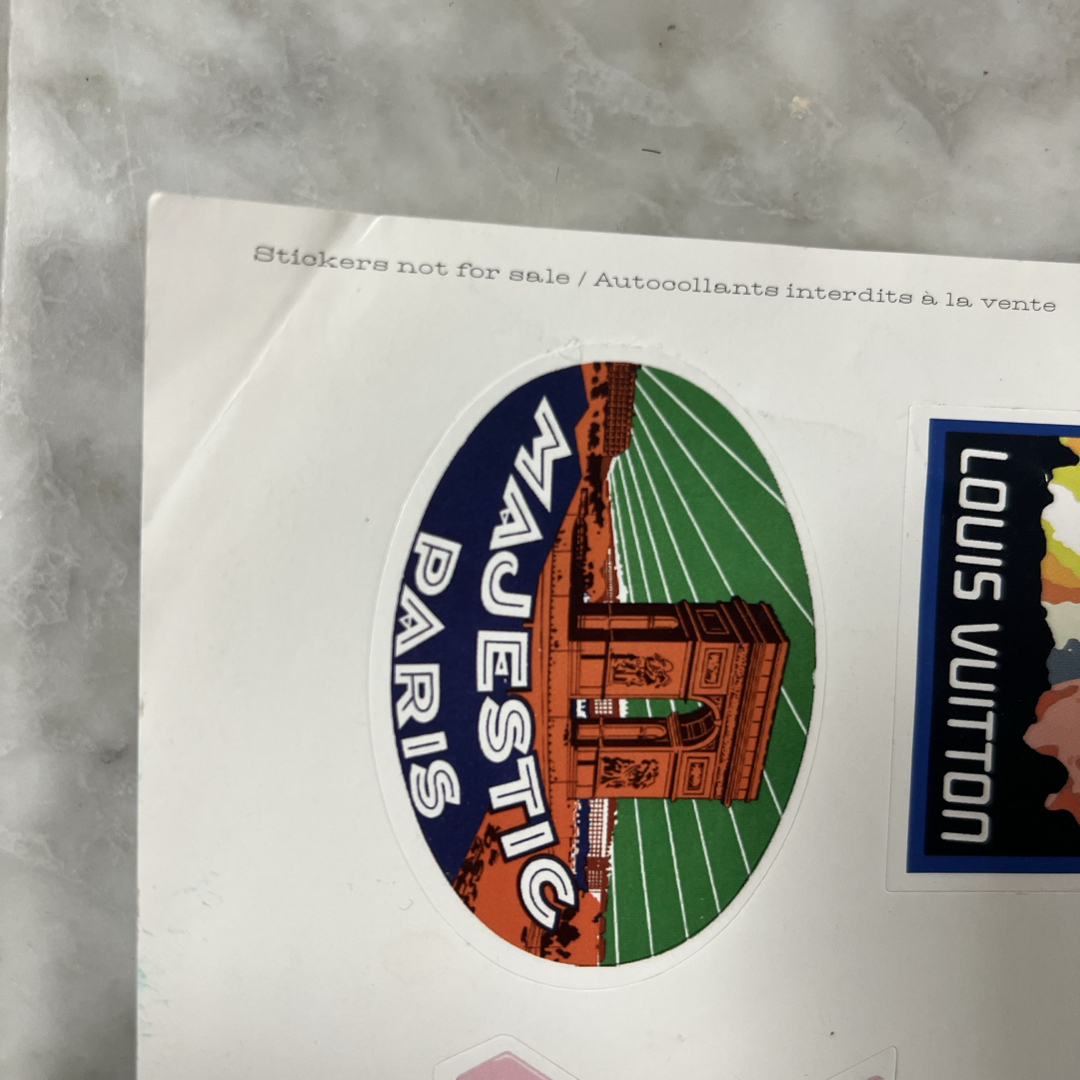 Stickers not for sale / Autocollants interdits à la vente
MAJESTIC
PARIS
LOUIS VUITTON